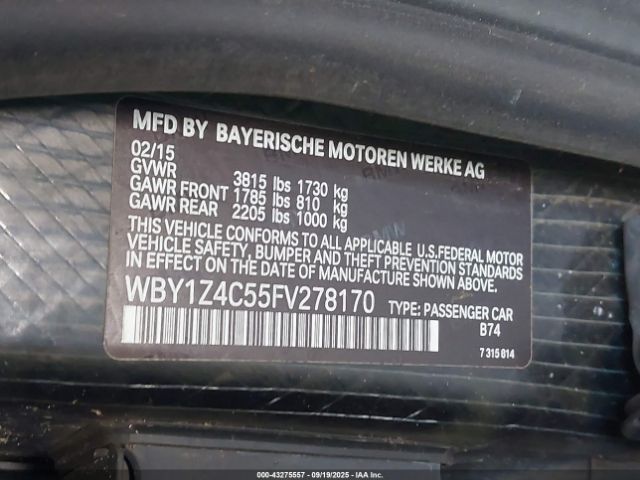 MFD BY BAYERISCHE MOTOREN WERKE AG
02/15
GVWR 3815 lbs 1730 kg
GAWR FRONT 1785 lbs 810 kg
GAWR REAR 2205 lbs 1000 kg
THIS VEHICLE CONFORMS TO ALL APPLICABLE U.S.FEDERAL MOTOR
VEHICLE SAFETY, BUMPER AND THEFT PREVENTION STANDARDS
IN EFFECT ON THE DATE OF MANUFACTURE SHOWN ABOVE.
WBY1Z4C55FV278170 TYPE: PASSENGER CAR
B74
7 315 014
000-43275557 - 09/19/2025 - IAA Inc.